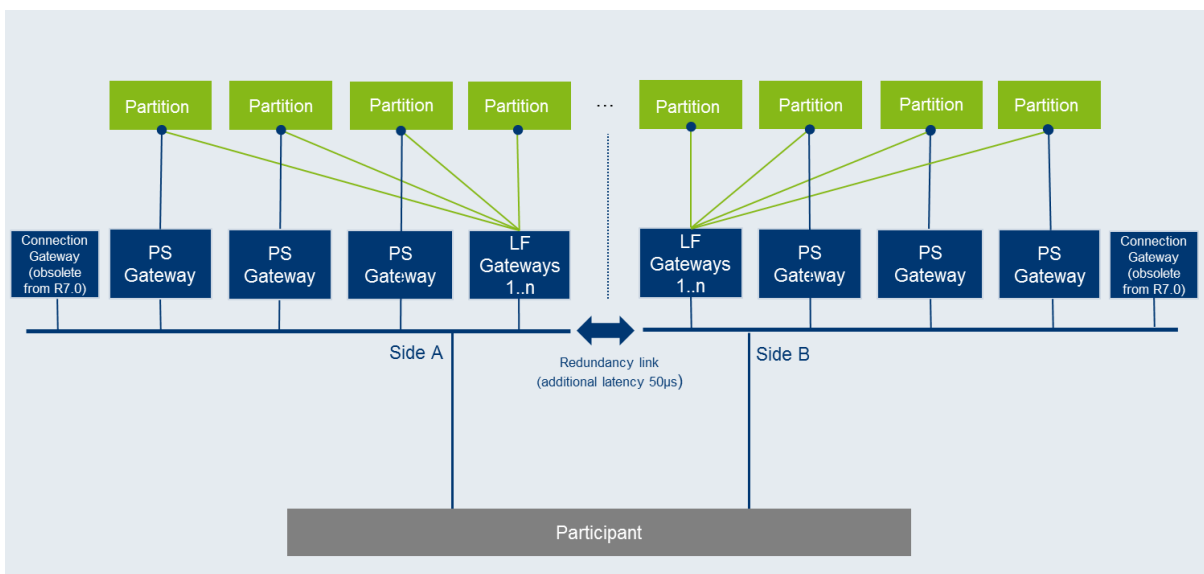 Partition
Partition
Partition
Partition
...
Partition
Partition
Partition
Partition
Connection
Gateway
(obsolete
from R7.0)
PS
Gateway
PS
Gateway
PS
Gateway
LF
Gateways
1..n
LF
Gateways
1..n
PS
Gateway
PS
Gateway
PS
Gateway
Connection
Gateway
(obsolete
from R7.0)
Side A
Redundancy link
(additional latency 50µs)
Side B
Participant